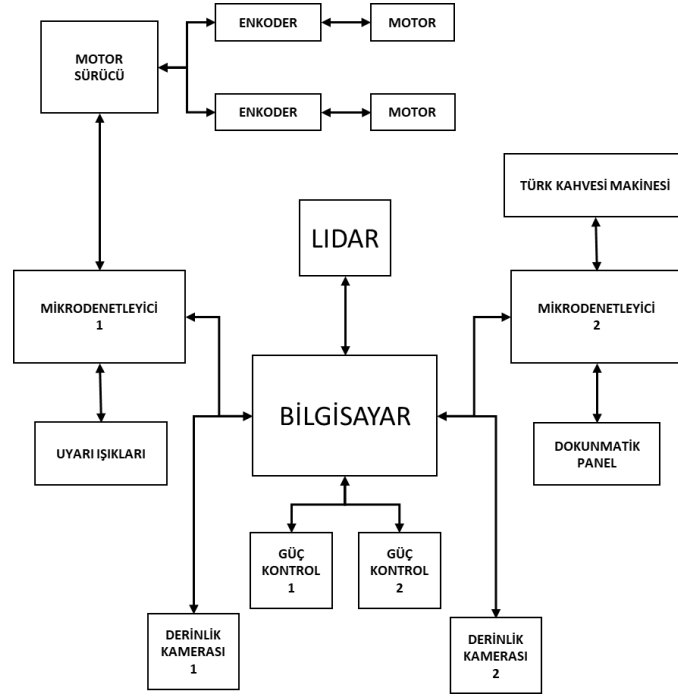 ENKODER
MOTOR
MOTOR
SÜRÜCÜ
ENKODER
MOTOR
TÜRK KAHVESİ MAKİNESİ
LIDAR
MİKRODENETLEYİCİ
1
MİKRODENETLEYİCİ
2
BİLGİSAYAR
UYARI IŞIKLARI
DOKUNMATİK
PANEL
GÜÇ
KONTROL
1
GÜÇ
KONTROL
2
DERİNLİK
KAMERASI
1
DERİNLİK
KAMERASI
2